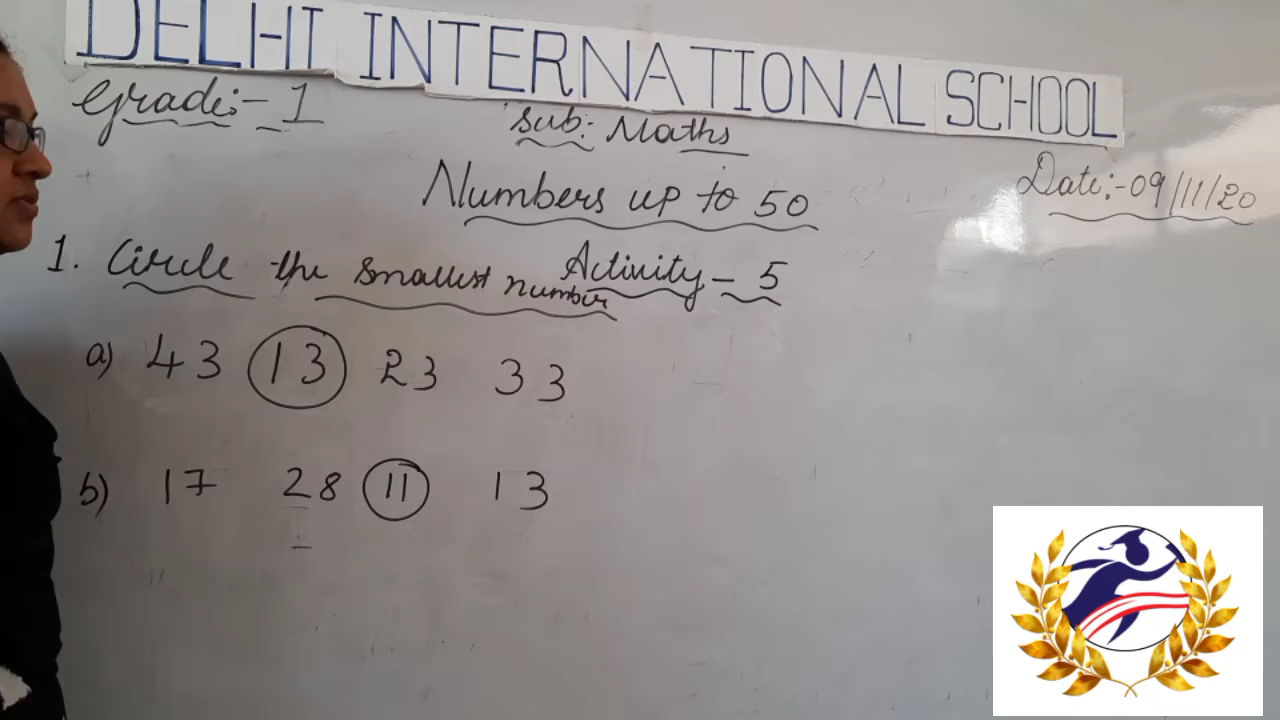 DELHI INTERNATIONAL SCHOOL
Grade:- 1
Sub: Maths
Date:-09/11/20
Numbers up to 50
Activity- 5
1. Circle the smallest number
a) 43 13 23 33
b) 17 28 11 13